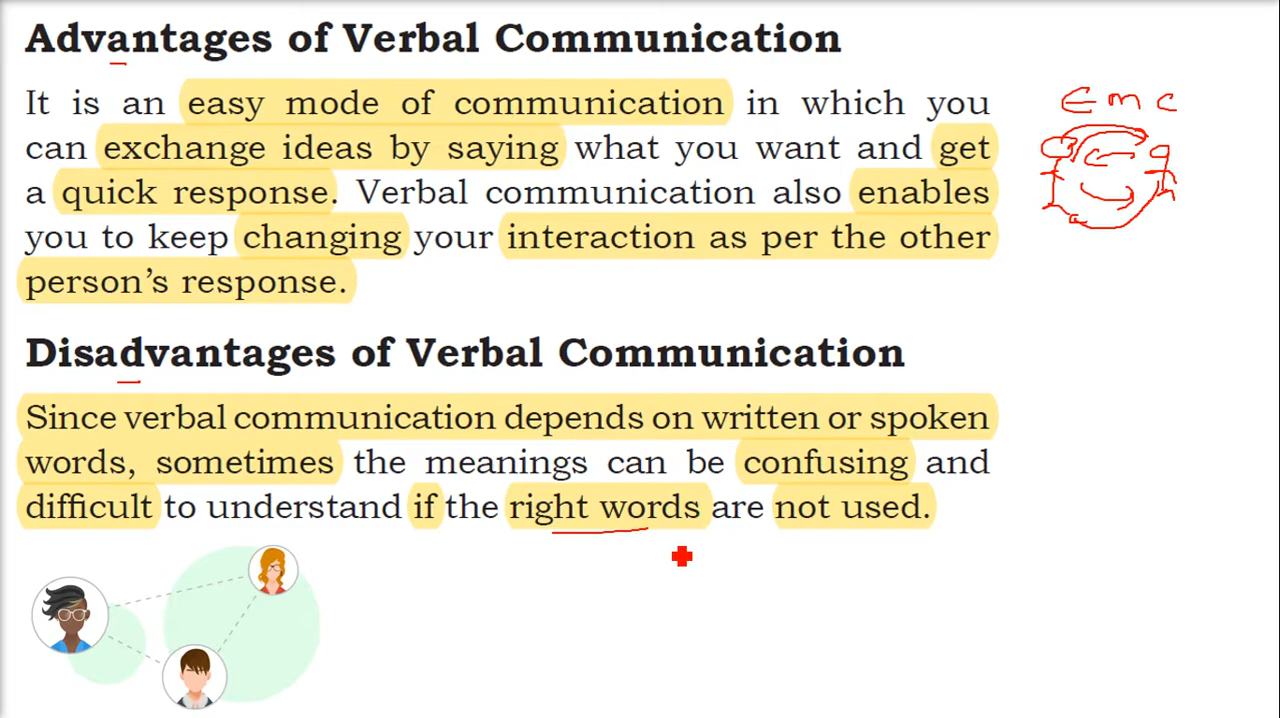 Advantages of Verbal Communication
It is an easy mode of communication in which you
can exchange ideas by saying what you want and get
a quick response. Verbal communication also enables
you to keep changing your interaction as per the other
person’s response.
E m c
Disadvantages of Verbal Communication
Since verbal communication depends on written or spoken
words, sometimes the meanings can be confusing and
difficult to understand if the right words are not used.